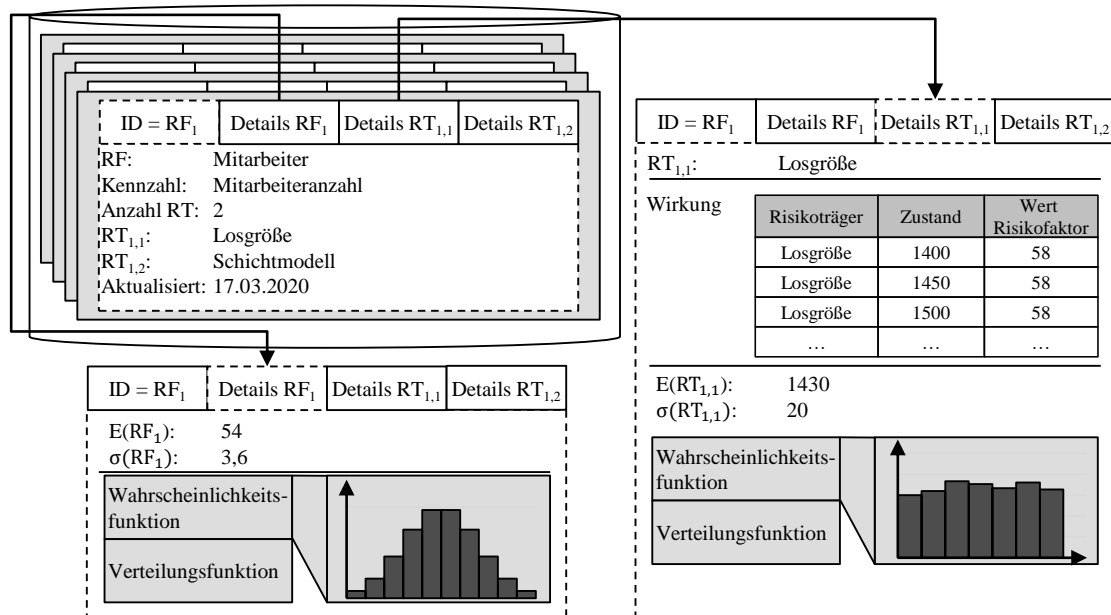 ID = RF₁ Details RF₁ Details RT₁,₁ Details RT₁,₂
RF: Mitarbeiter
Kennzahl: Mitarbeiteranzahl
Anzahl RT: 2
RT₁,₁: Losgröße
RT₁,₂: Schichtmodell
Aktualisiert: 17.03.2020
ID = RF₁ Details RF₁ Details RT₁,₁ Details RT₁,₂
E(RF₁): 54
σ(RF₁): 3,6
Wahrscheinlichkeits-
funktion
Verteilungsfunktion
ID = RF₁ Details RF₁ Details RT₁,₁ Details RT₁,₂
RT₁,₁: Losgröße
Wirkung
Risikoträger Zustand Wert
Risikofaktor
Losgröße 1400 58
Losgröße 1450 58
Losgröße 1500 58
… … …
E(RT₁,₁): 1430
σ(RT₁,₁): 20
Wahrscheinlichkeits-
funktion
Verteilungsfunktion